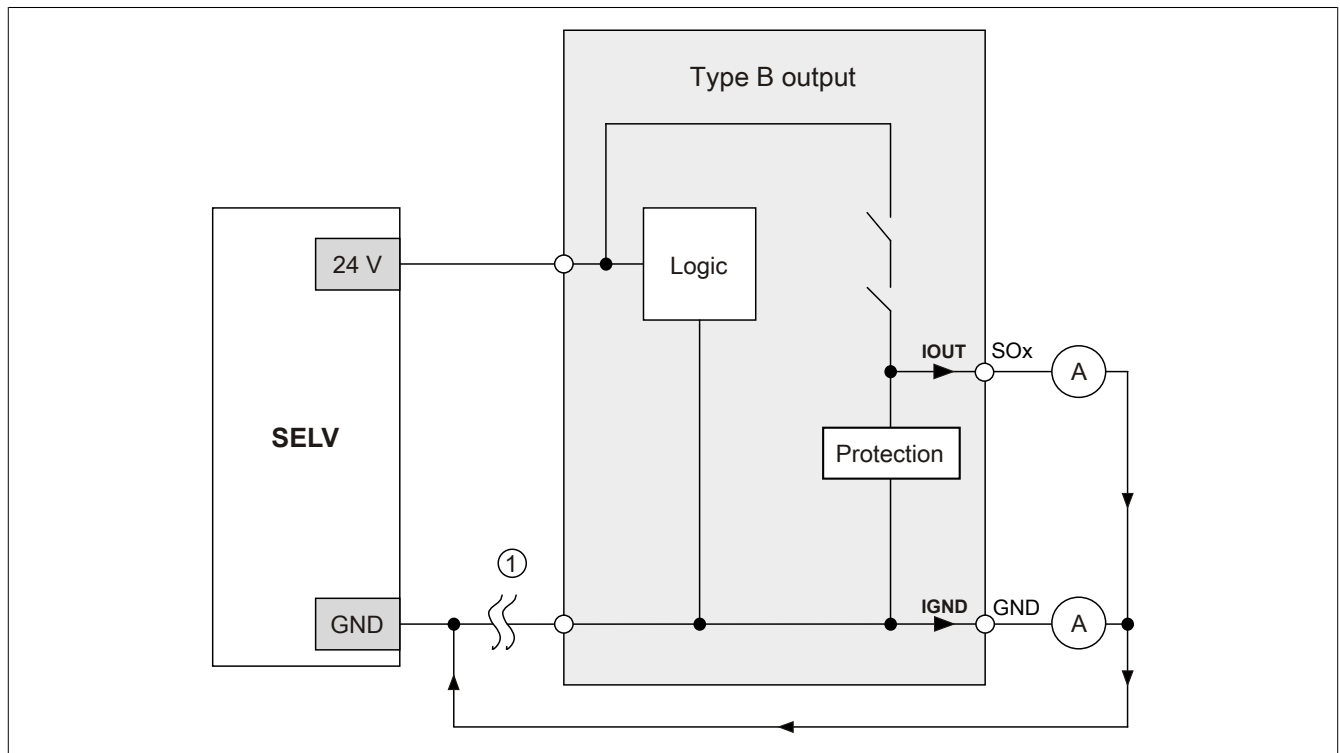 Type B output
24 V
Logic
IOUT
SOx
A
SELV
Protection
1
GND
IGND
GND
A